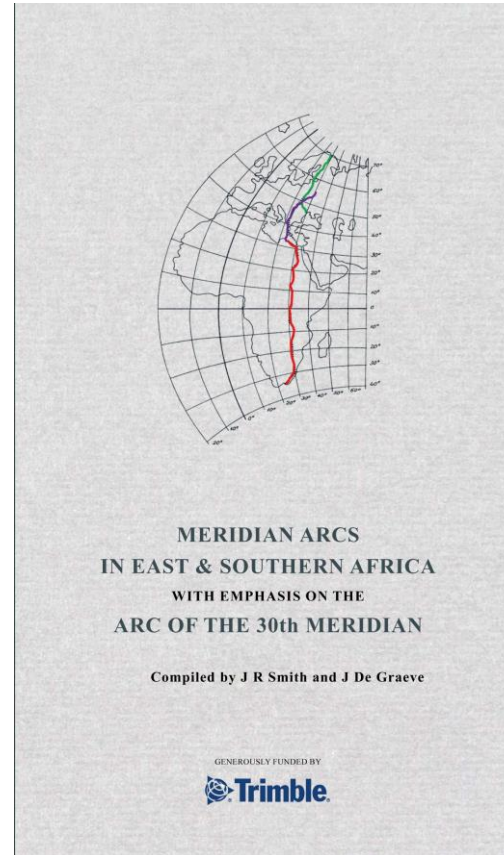 MERIDIAN ARCS
IN EAST & SOUTHERN AFRICA
WITH EMPHASIS ON THE
ARC OF THE 30th MERIDIAN
Compiled by J R Smith and J De Graeve
GENEROUSLY FUNDED BY
Trimble.